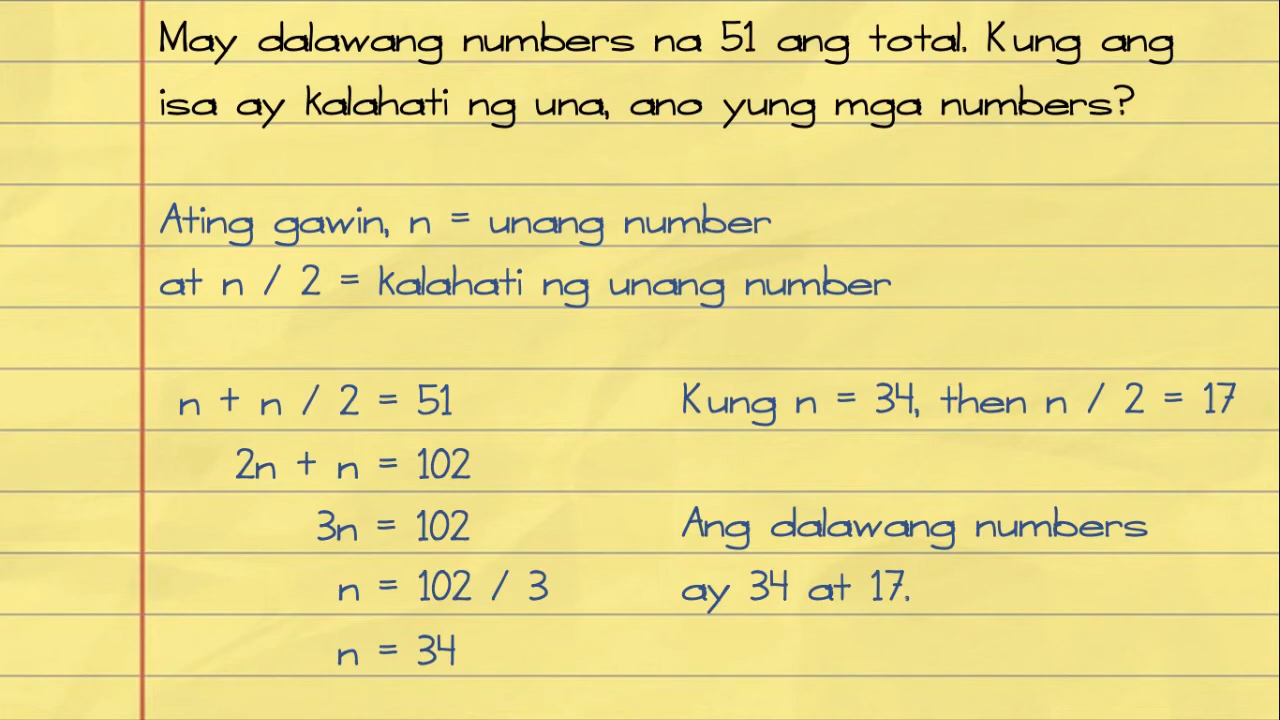 May dalawang numbers na 51 ang total. Kung ang
isa ay kalahati ng una, ano yung mga numbers?
Ating gawin, n = unang number
at n / 2 = kalahati ng unang number
n + n / 2 = 51
2n + n = 102
3n = 102
n = 102 / 3
n = 34
Kung n = 34, then n / 2 = 17
Ang dalawang numbers
ay 34 at 17.